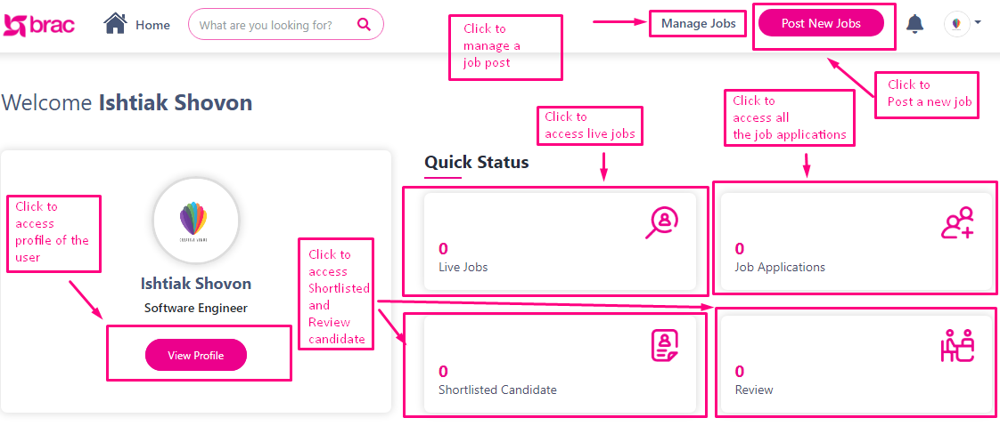 brac
Home
What are you looking for?
Click to
manage a
job post
Manage Jobs
Post New Jobs
Click to
Post a new job
Welcome Ishtiak Shovon
Click to
access live jobs
Click to
access all
the job applications
Quick Status
Click to
access
profile of the
user
Ishtiak Shovon
Software Engineer
View Profile
Click to
access
Shortlisted
and
Review
candidate
0
Live Jobs
0
Job Applications
0
Shortlisted Candidate
0
Review